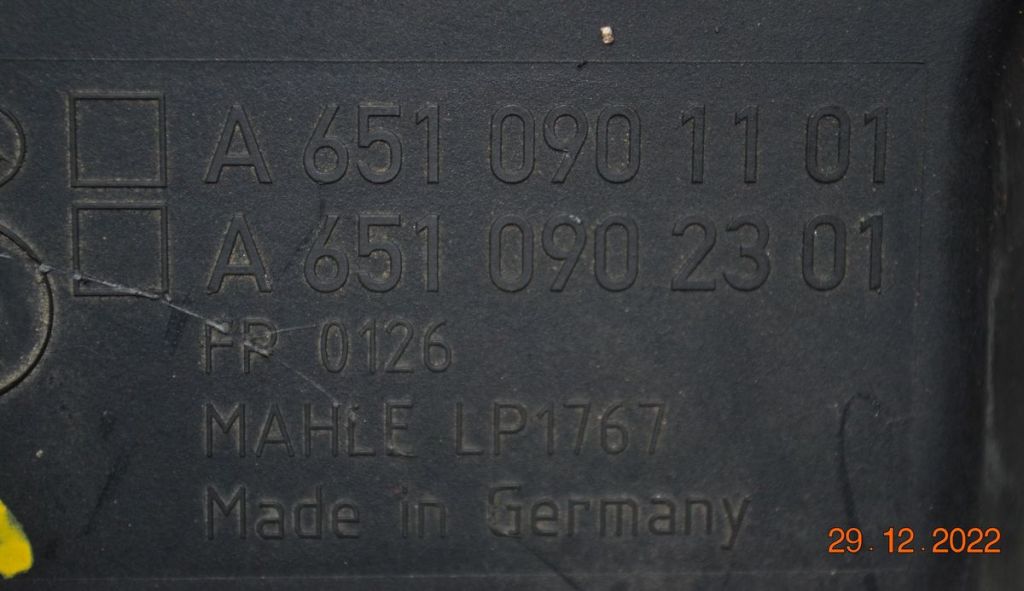 A 651 090 11 01
A 651 090 23 01
FP 0126
MAHLE LP1767
Made in Germany
29.12.2022